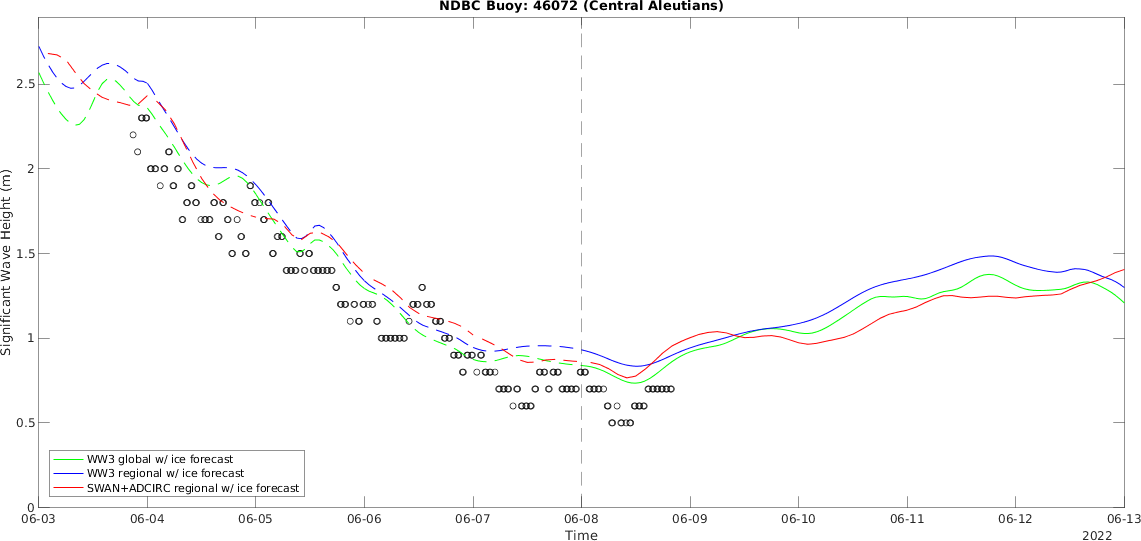 NDBC Buoy: 46072 (Central Aleutians)
Significant Wave Height (m)
2.5
2
1.5
1
0.5
0
WW3 global w/ ice forecast
WW3 regional w/ ice forecast
SWAN+ADCIRC regional w/ ice forecast
06-03 06-04 06-05 06-06 06-07 06-08 06-09 06-10 06-11 06-12 06-13
Time
2022